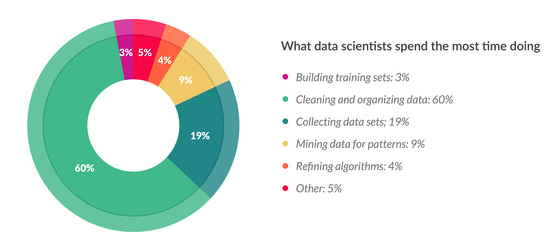 3%
5%
4%
9%
19%
60%
What data scientists spend the most time doing
Building training sets: 3%
Cleaning and organizing data: 60%
Collecting data sets; 19%
Mining data for patterns: 9%
Refining algorithms: 4%
Other: 5%